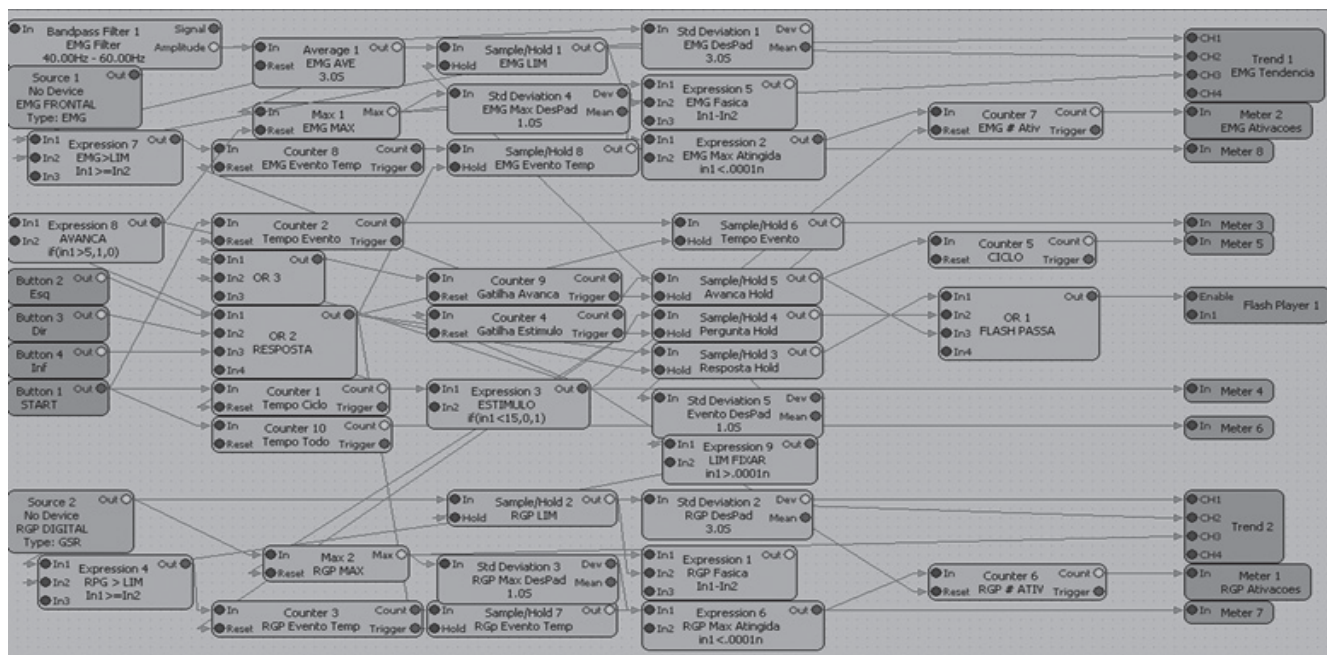 In Bandpass Filter 1 Signal
EMG Filter Amplitude
40.00Hz - 60.00Hz
Source 1 Out
No Device
EMG FRONTAL
Type: EMG
In1 Expression 7 Out
In2 EMG>LIM
In3 In1>=In2
In Average 1 Out
Reset EMG AVE
3.0S
In Max 1 Max
Reset EMG MAX
In Counter 8 Count
Reset EMG Evento Temp Trigger
In Sample/Hold 1 Out
Hold EMG LIM
In Std Deviation 4 Dev
EMG Max DesPad Mean
1.0S
In Sample/Hold 8 Out
Hold EMG Evento Temp
In Std Deviation 1 Dev
EMG DesPad Mean
3.0S
In1 Expression 5 Out
In2 EMG Fasica
In1-In2
In1 Expression 2 Out
In2 EMG Max Atingida
in1<.0001n
In Counter 7 Count
Reset EMG # Ativ Trigger
CH1
CH2 Trend 1
CH3 EMG Tendencia
CH4
In Meter 2
EMG Ativacoes
In Meter 8
In1 Expression 8 Out
In2 AVANCA
if(in1>5,1,0)
Button 2 Out
Esq
Button 3 Out
Dir
Button 4 Out
Inf
Button 1 Out
START
In Counter 2 Count
Reset Tempo Evento Trigger
In1 Out
In2 OR 3
In3
In1 Out
In2 OR 2
In3 RESPOSTA
In4
In Counter 1 Count
Reset Tempo Ciclo Trigger
In Counter 10 Count
Reset Tempo Todo Trigger
In Counter 9 Count
Reset Gatilha Avanca Trigger
In Counter 4 Count
Reset Gatilha Estimulo Trigger
In1 Expression 3 Out
In2 ESTIMULO
if(in1<15,0,1)
In Sample/Hold 6 Out
Hold Tempo Evento
In Sample/Hold 5 Out
Hold Avanca Hold
In Sample/Hold 4 Out
Hold Pergunta Hold
In Sample/Hold 3 Out
Hold Resposta Hold
In Std Deviation 5 Dev
Evento DesPad Mean
1.0S
In1 Expression 9 Out
In2 LIM FIXAR
in1>.0001n
In Counter 5 Count
Reset CICLO Trigger
In1 Out
In2 OR 1
In3 FLASH PASSA
In4
In Meter 3
In Meter 5
Enable Flash Player 1
In1
In Meter 4
In Meter 6
Source 2 Out
No Device
RGP DIGITAL
Type: GSR
In1 Expression 4 Out
In2 RPG > LIM
In3 In1>=In2
In Max 2 Max
Reset RGP MAX
In Counter 3 Count
Reset RGP Evento Temp Trigger
In Sample/Hold 2 Out
Hold RGP LIM
In Std Deviation 3 Dev
RGP Max DesPad Mean
1.0S
In Sample/Hold 7 Out
Hold RGp Evento Temp
In Std Deviation 2 Dev
RGP DesPad Mean
3.0S
In1 Expression 1 Out
In2 RGP Fasica
In1-In2
In1 Expression 6 Out
In2 RGP Max Atingida
in1<.0001n
In Counter 6 Count
Reset RGP # ATIV Trigger
CH1
CH2 Trend 2
CH3
CH4
In Meter 1
RGP Ativacoes
In Meter 7